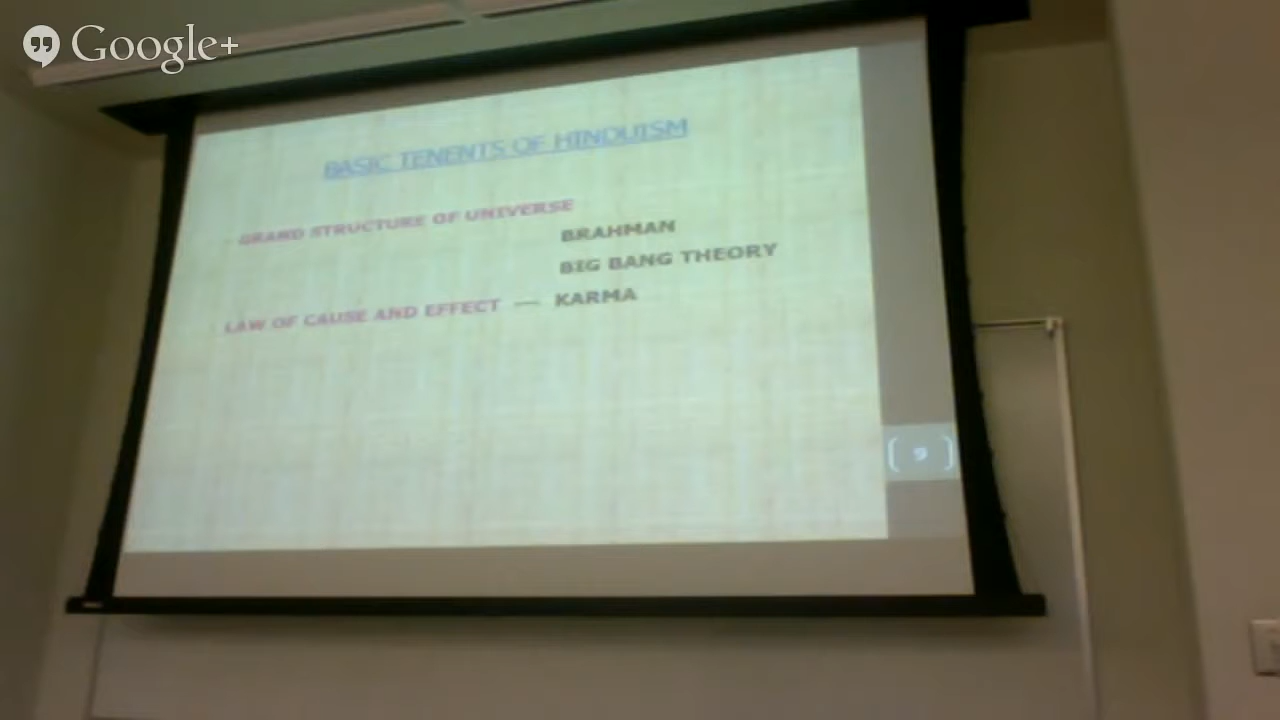 Google+
BASIC TENENTS OF HINDUISM
GRAND STRUCTURE OF UNIVERSE
BRAHMAN
BIG BANG THEORY
LAW OF CAUSE AND EFFECT — KARMA
( 9 )